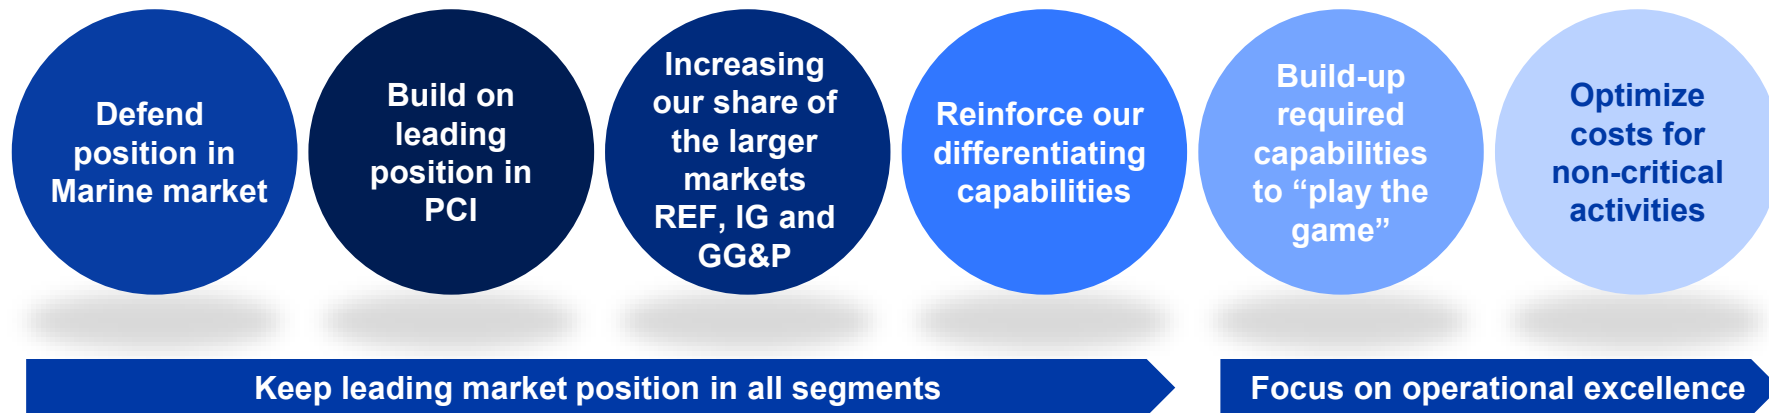 Defend
position in
Marine market
Build on
leading
position in
PCI
Increasing
our share of
the larger
markets
REF, IG and
GG&P
Reinforce our
differentiating
capabilities
Build-up
required
capabilities
to “play the
game”
Optimize
costs for
non-critical
activities
Keep leading market position in all segments
Focus on operational excellence